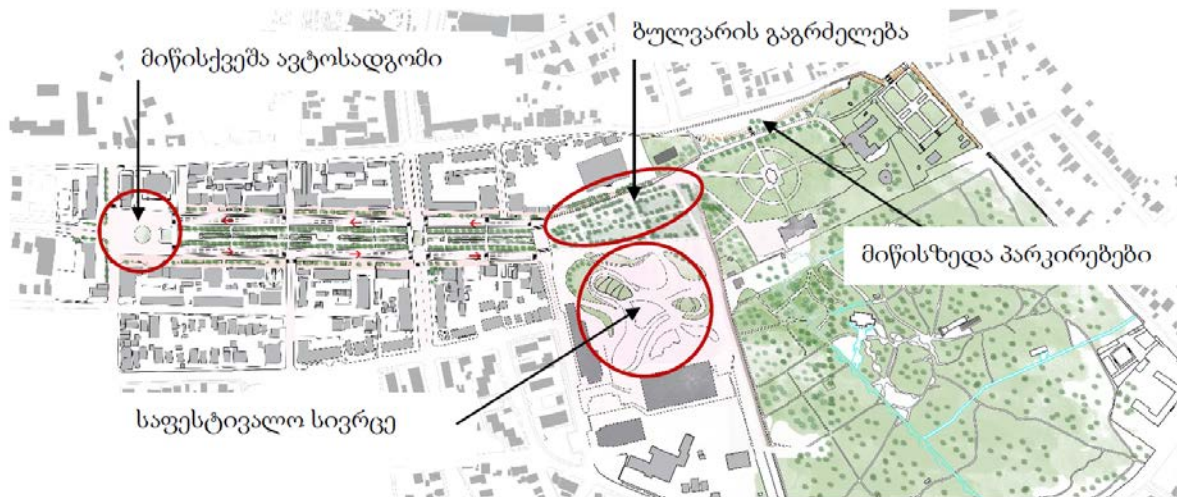 ბულვარის გაგრძელება
მიწისქვეშა ავტოსადგომი
მიწისზედა პარკირებები
საფესტივალო სივრცე